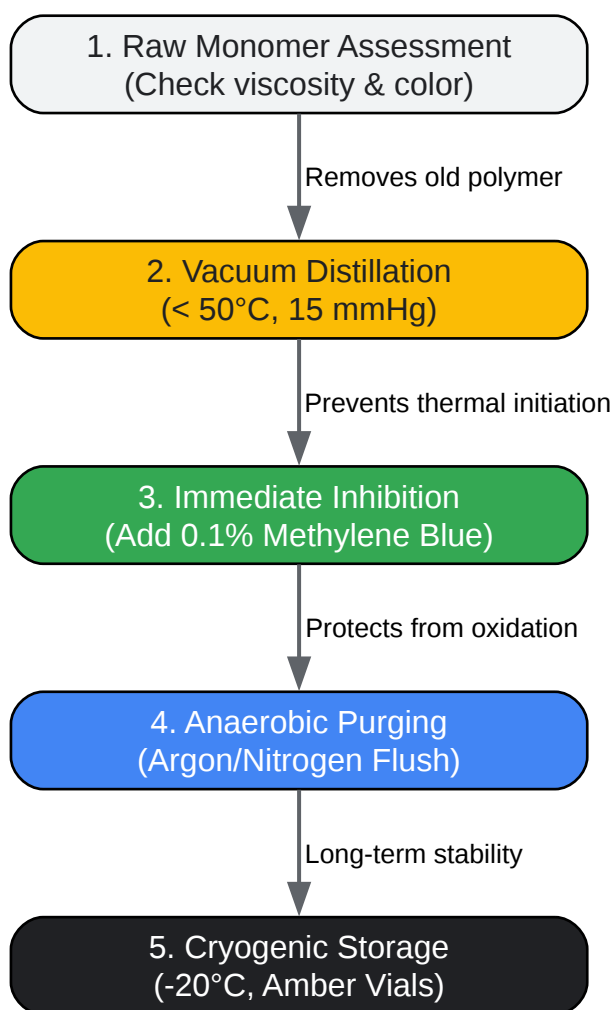 1. Raw Monomer Assessment
(Check viscosity & color)
Removes old polymer
2. Vacuum Distillation
(< 50°C, 15 mmHg)
Prevents thermal initiation
3. Immediate Inhibition
(Add 0.1% Methylene Blue)
Protects from oxidation
4. Anaerobic Purging
(Argon/Nitrogen Flush)
Long-term stability
5. Cryogenic Storage
(-20°C, Amber Vials)